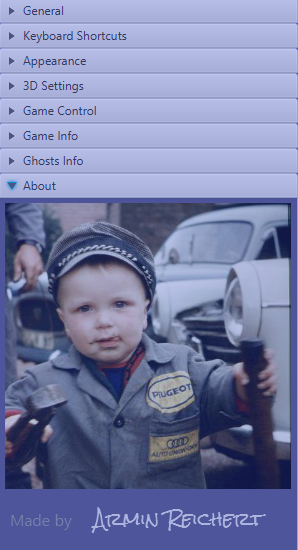 General
Keyboard Shortcuts
Appearance
3D Settings
Game Control
Game Info
Ghosts Info
About
PEUGEOT
AUTO UNION DKW
Made by Armin Reichert